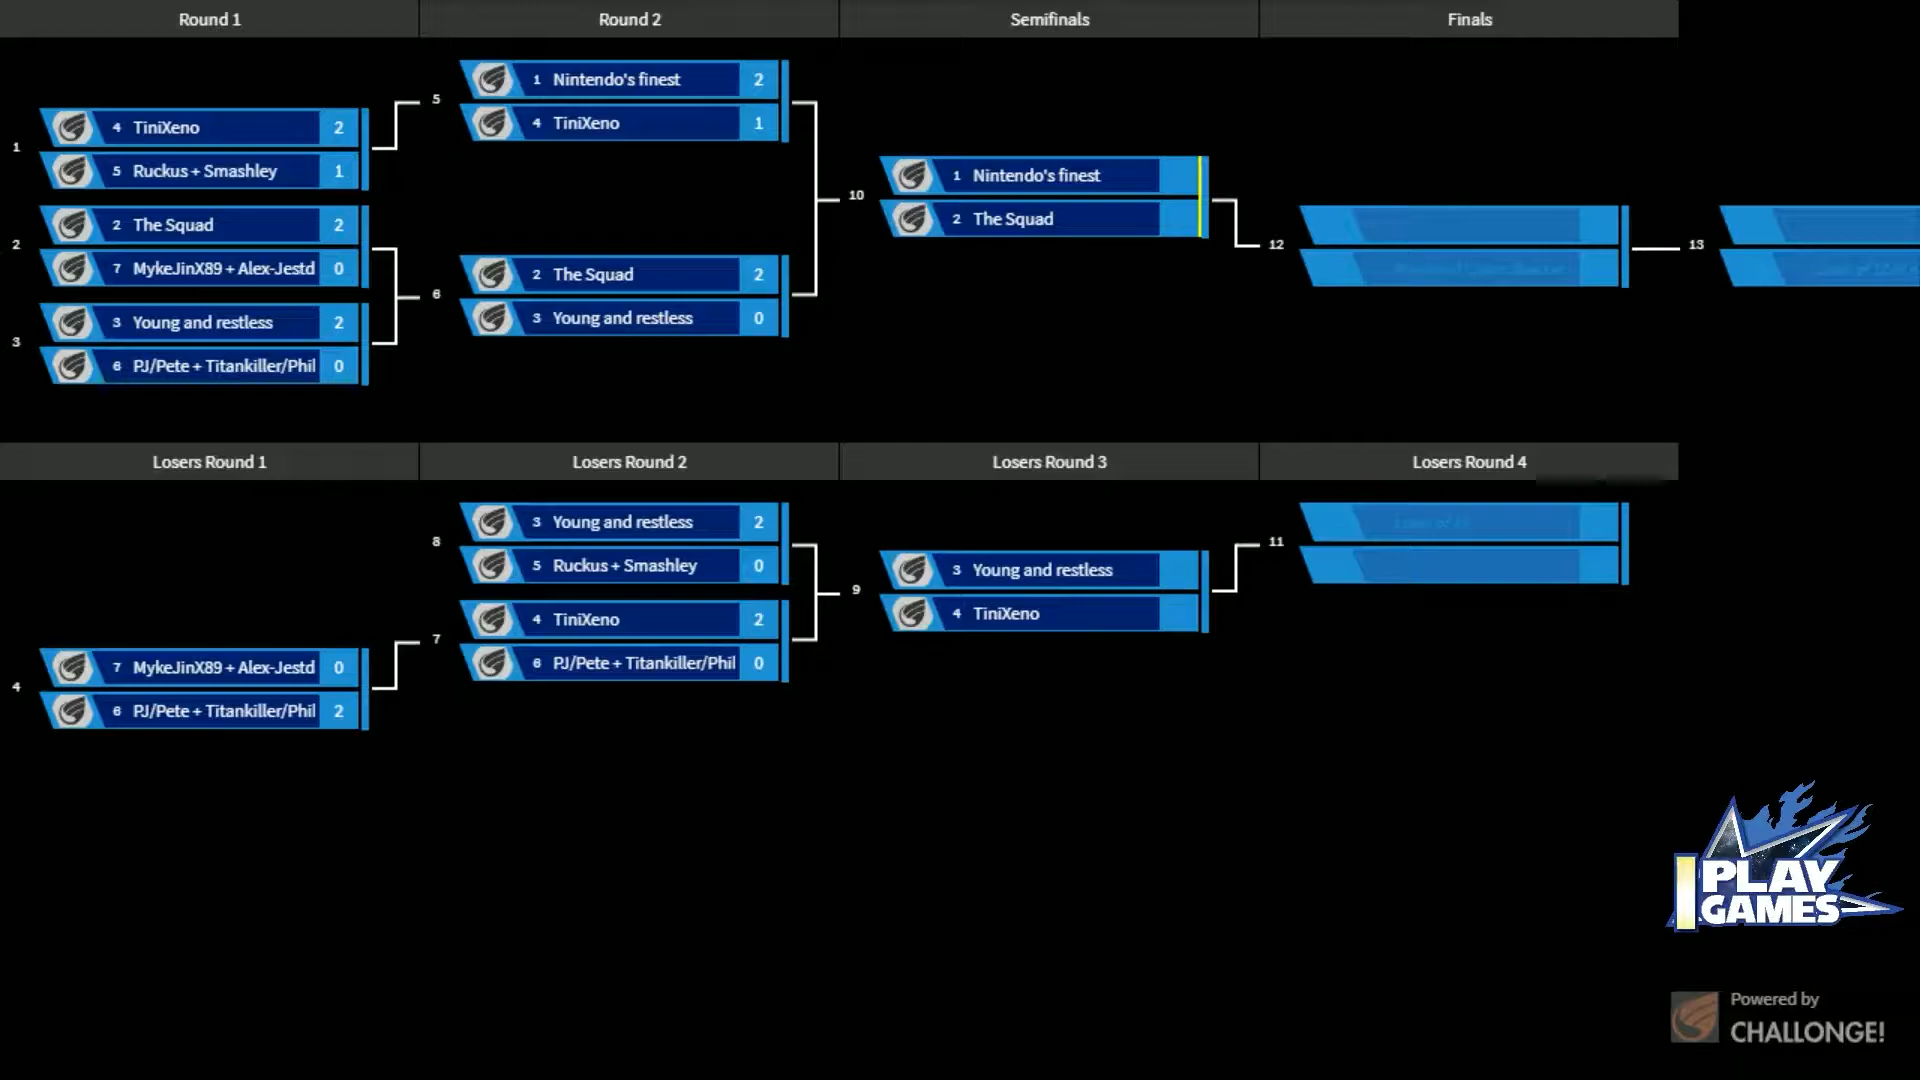 Round 1
Round 2
Semifinals
Finals
1
4 TiniXeno 2
5 Ruckus + Smashley 1
2
2 The Squad 2
7 MykeJinX89 + Alex-Jestd 0
3
3 Young and restless 2
6 PJ/Pete + Titankiller/Phil 0
5
1 Nintendo's finest 2
4 TiniXeno 1
6
2 The Squad 2
3 Young and restless 0
10
1 Nintendo's finest
2 The Squad
12
13
Losers Round 1
Losers Round 2
Losers Round 3
Losers Round 4
4
7 MykeJinX89 + Alex-Jestd 0
6 PJ/Pete + Titankiller/Phil 2
8
3 Young and restless 2
5 Ruckus + Smashley 0
7
4 TiniXeno 2
6 PJ/Pete + Titankiller/Phil 0
9
3 Young and restless
4 TiniXeno
11
I PLAY
GAMES
Powered by
CHALLONGE!